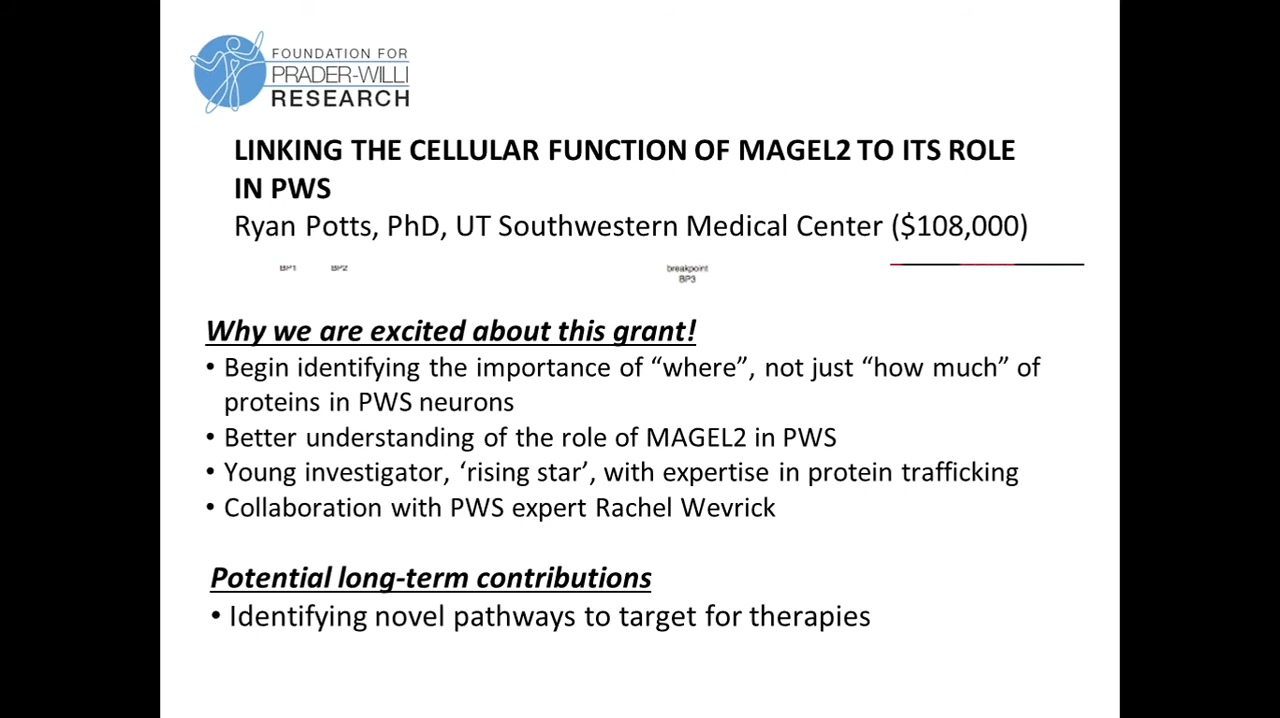 FOUNDATION FOR
PRADER-WILLI
RESEARCH
LINKING THE CELLULAR FUNCTION OF MAGEL2 TO ITS ROLE
IN PWS
Ryan Potts, PhD, UT Southwestern Medical Center ($108,000)
BP1 BP2 breakpoint
BP3
Why we are excited about this grant!
• Begin identifying the importance of “where”, not just “how much” of
proteins in PWS neurons
• Better understanding of the role of MAGEL2 in PWS
• Young investigator, ‘rising star’, with expertise in protein trafficking
• Collaboration with PWS expert Rachel Wevrick
Potential long-term contributions
• Identifying novel pathways to target for therapies